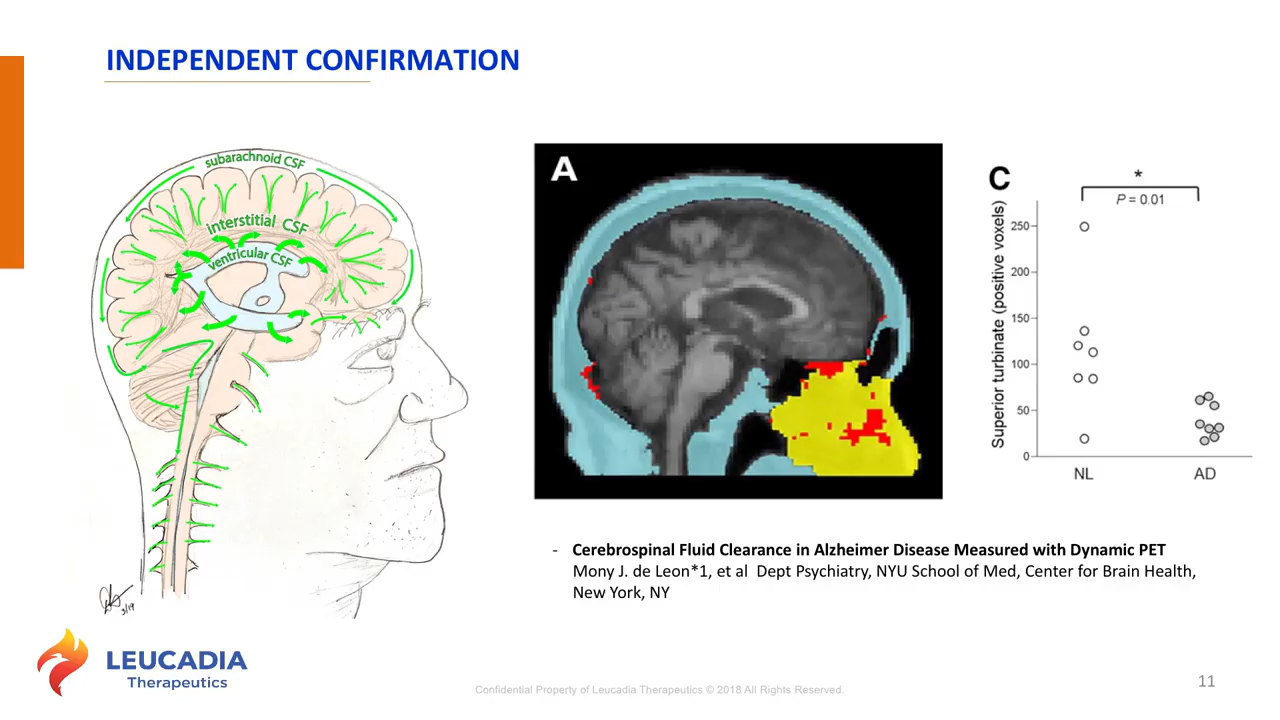 INDEPENDENT CONFIRMATION
subarachnoid CSF
interstitial CSF
ventricular CSF
3/19
A
C
*
P = 0.01
Superior turbinate (positive voxels)
250
200
150
100
50
0
NL
AD
- Cerebrospinal Fluid Clearance in Alzheimer Disease Measured with Dynamic PET
Mony J. de Leon*1, et al Dept Psychiatry, NYU School of Med, Center for Brain Health,
New York, NY
LEUCADIA
Therapeutics
Confidential Property of Leucadia Therapeutics © 2018 All Rights Reserved.
11